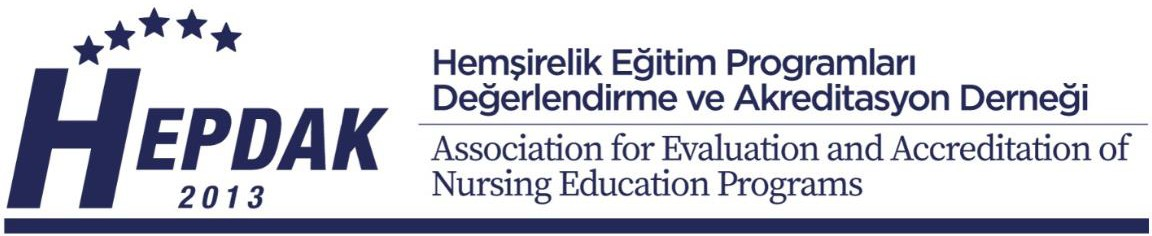 HEPDAK
2013
Hemşirelik Eğitim Programları
Değerlendirme ve Akreditasyon Derneği
Association for Evaluation and Accreditation of
Nursing Education Programs